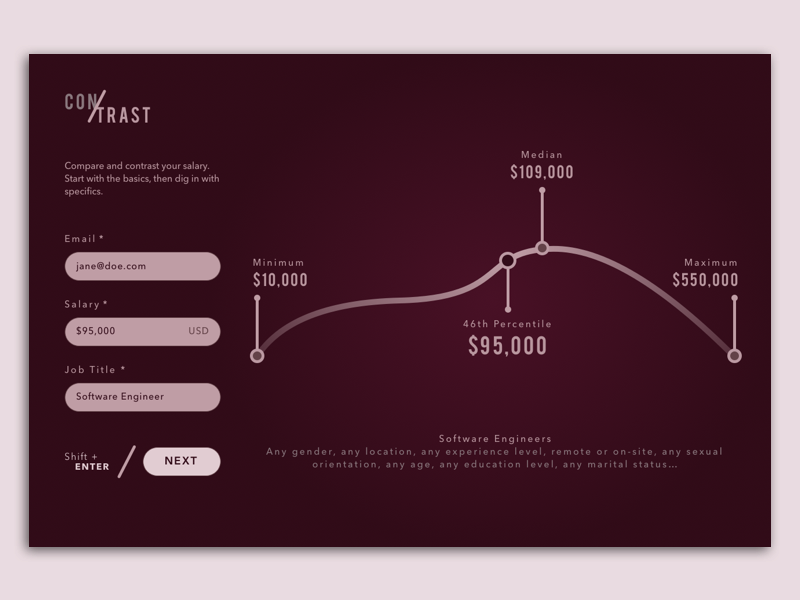 CON
TRAST
Compare and contrast your salary.
Start with the basics, then dig in with
specifics.
Email *
jane@doe.com
Salary *
$95,000 USD
Job Title *
Software Engineer
Shift +
ENTER
NEXT
Minimum
$10,000
Median
$109,000
46th Percentile
$95,000
Maximum
$550,000
Software Engineers
Any gender, any location, any experience level, remote or on-site, any sexual
orientation, any age, any education level, any marital status…